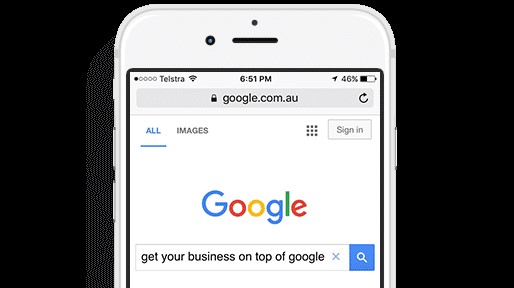 Telstra 6:51 PM 46%
google.com.au
ALL IMAGES Sign in
Google
get your business on top of google